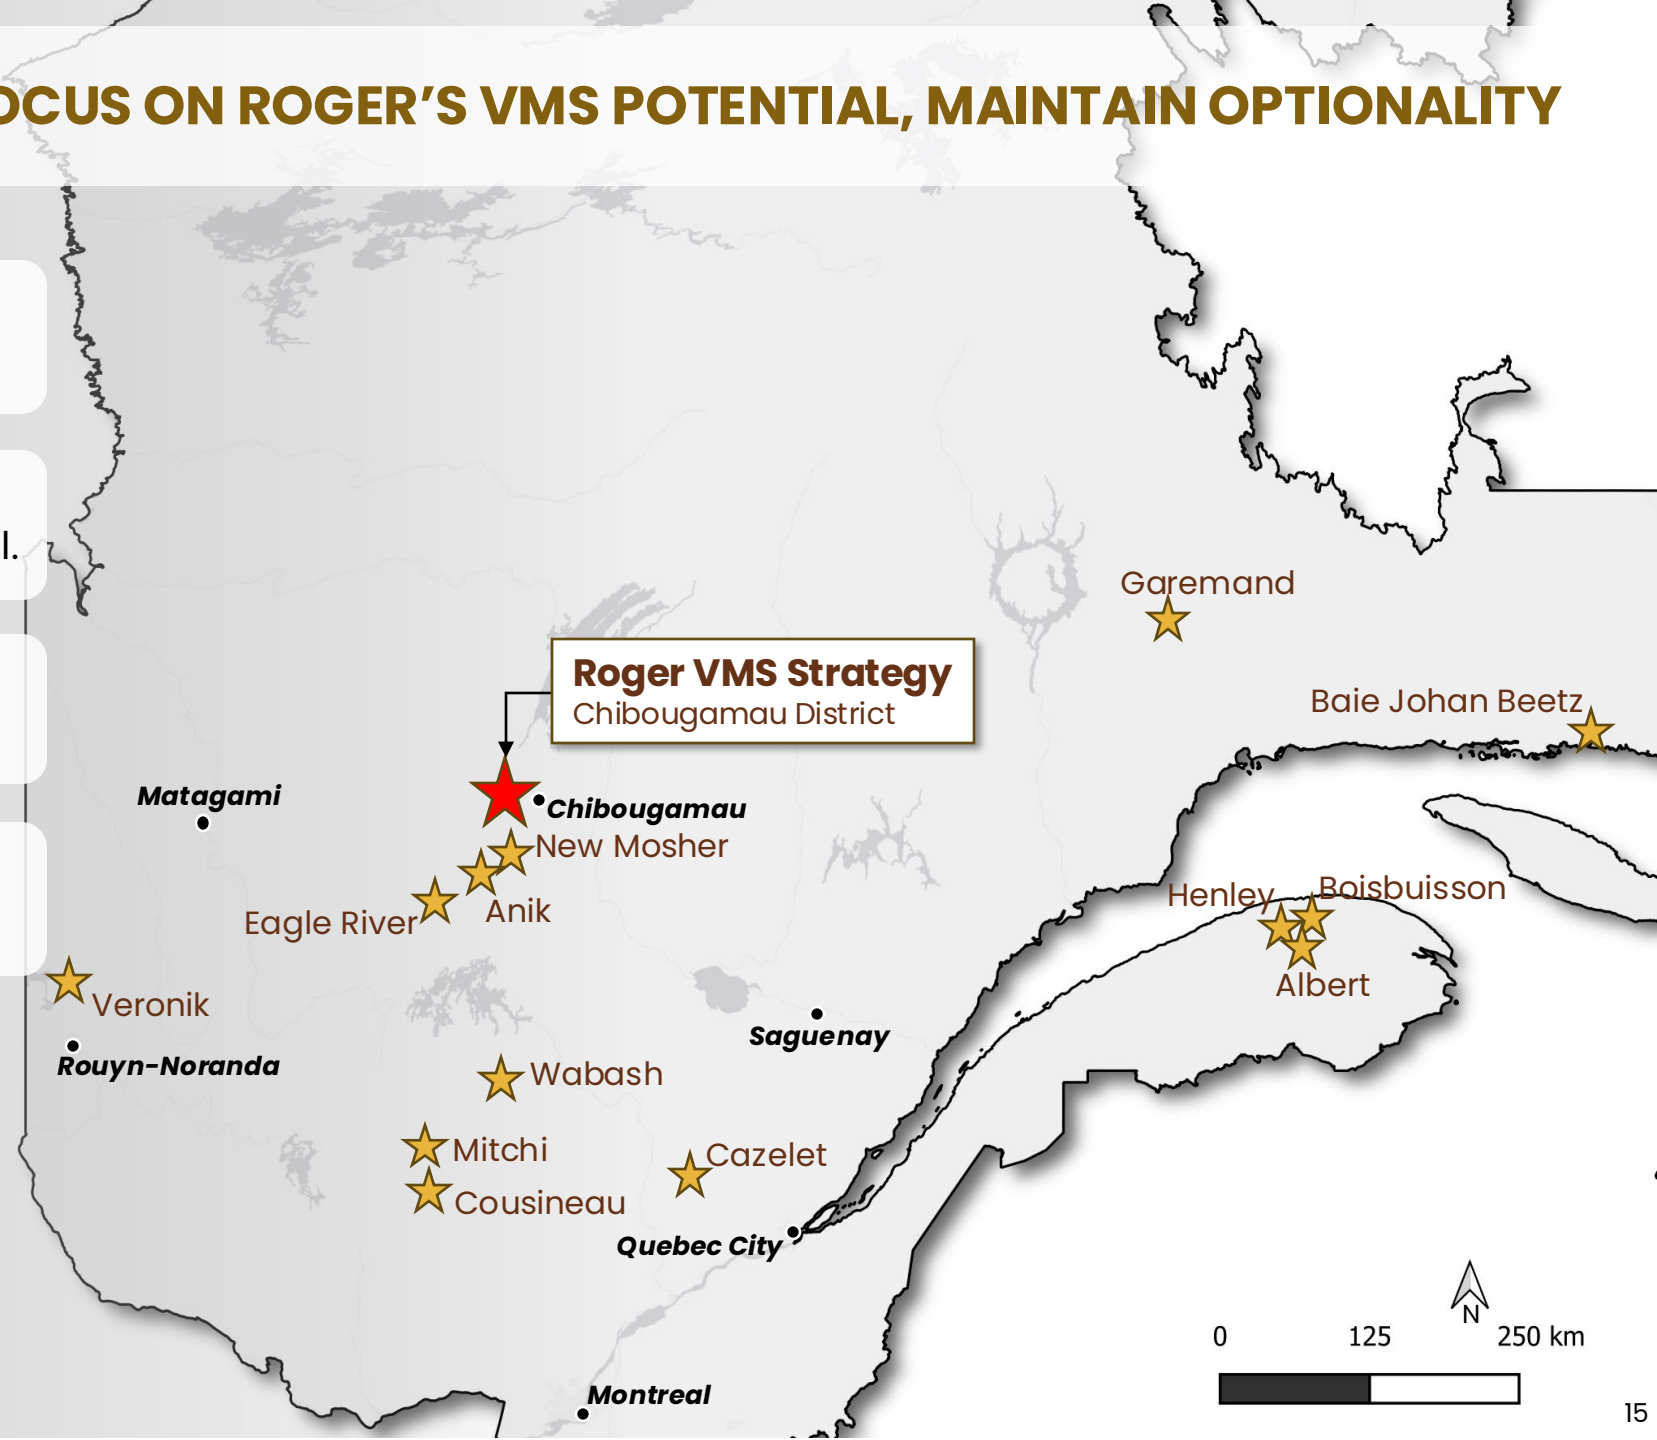 OCUS ON ROGER’S VMS POTENTIAL, MAINTAIN OPTIONALITY
l.
Garemand
Roger VMS Strategy
Chibougamau District
Baie Johan Beetz
Matagami
Chibougamau
New Mosher
Anik
Eagle River
Henley
Boisbuisson
Albert
Veronik
Rouyn-Noranda
Saguenay
Wabash
Mitchi
Cousineau
Cazelet
Quebec City
Montreal
N
0 125 250 km
15